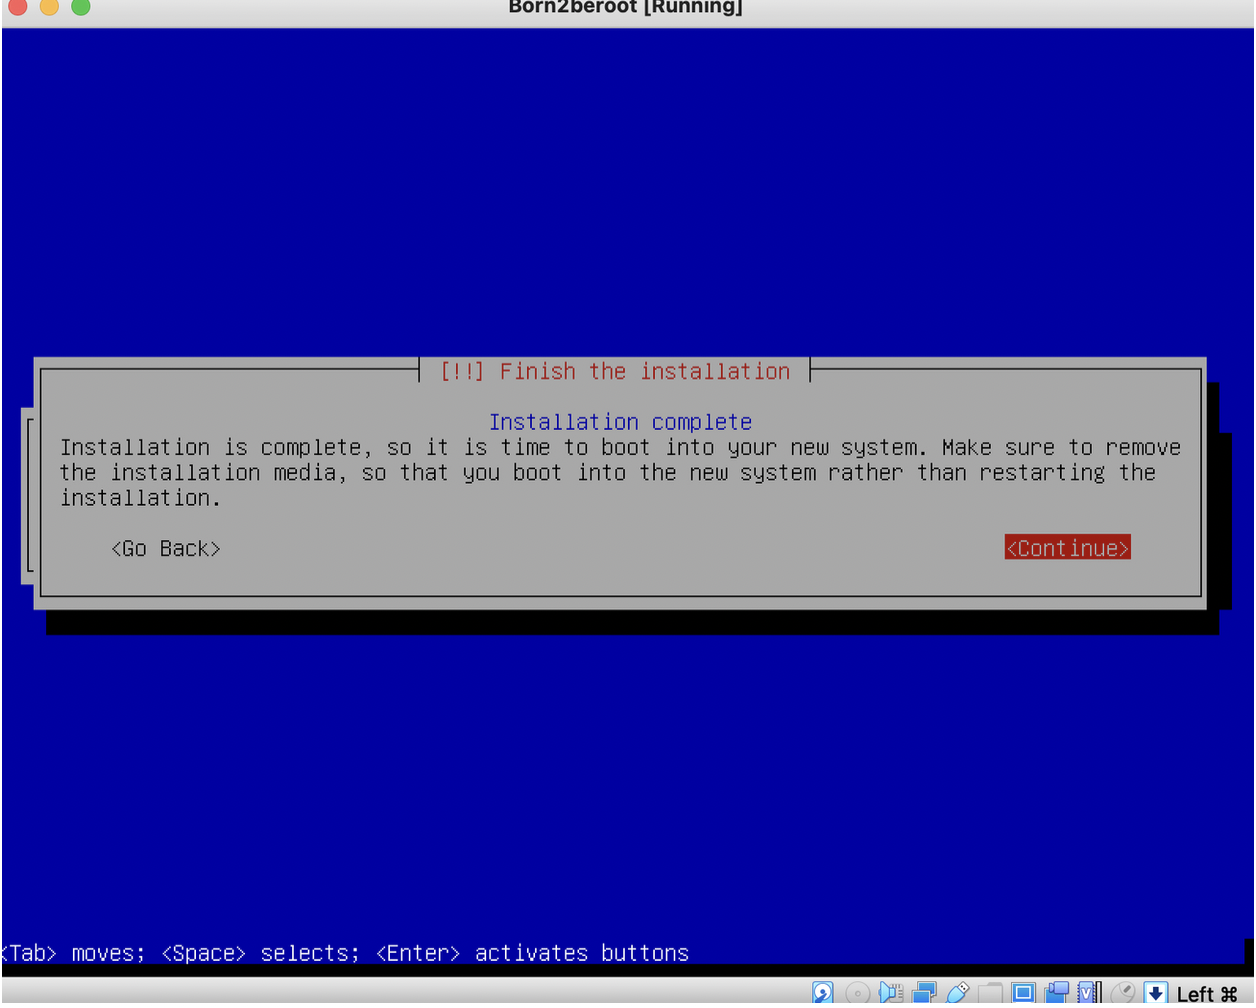 Born2beroot [Running]
[!!] Finish the installation
Installation complete
Installation is complete, so it is time to boot into your new system. Make sure to remove
the installation media, so that you boot into the new system rather than restarting the
installation.
<Go Back> <Continue>
<Tab> moves; <Space> selects; <Enter> activates buttons
Left ⌘